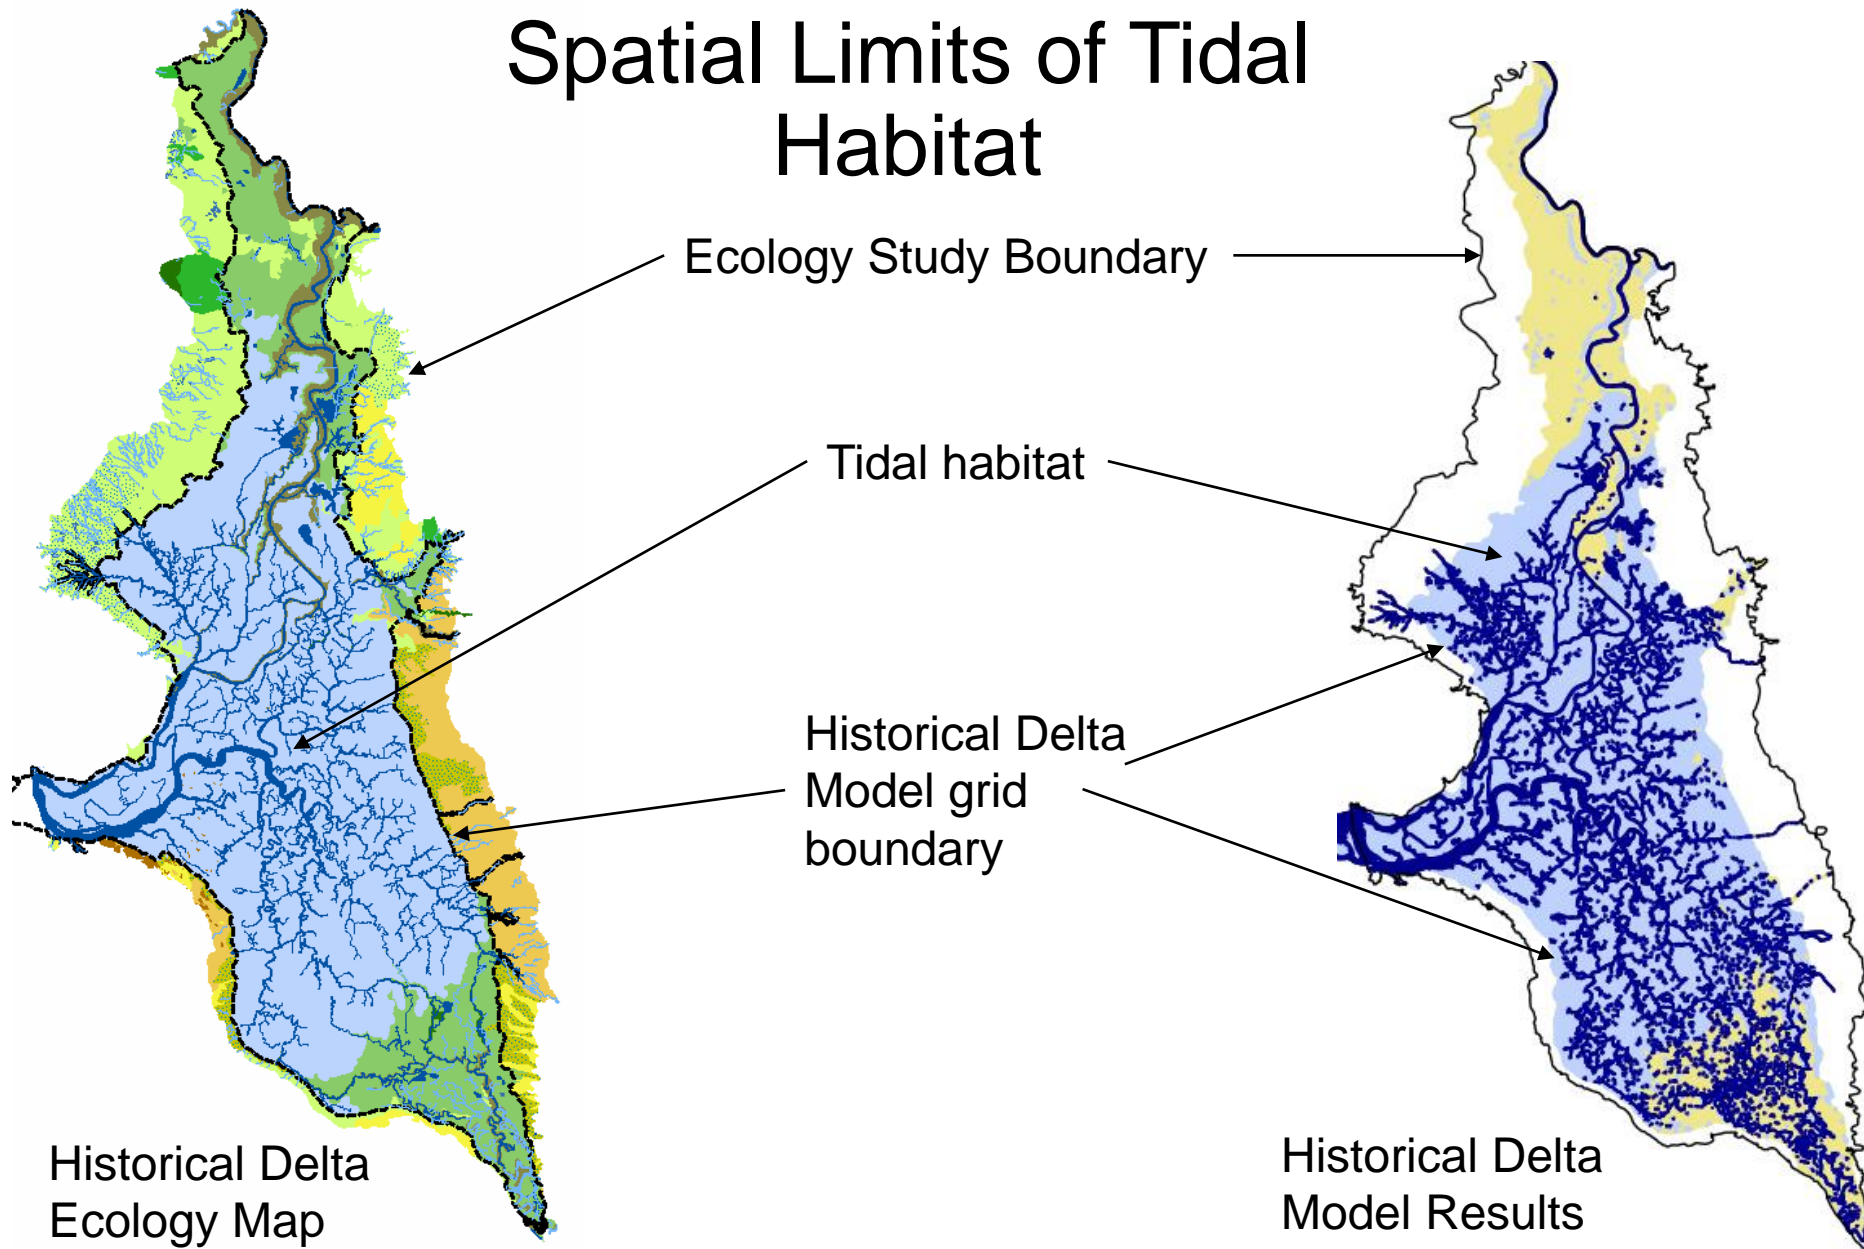 Spatial Limits of Tidal
Habitat
Ecology Study Boundary
Tidal habitat
Historical Delta
Model grid
boundary
Historical Delta
Ecology Map
Historical Delta
Model Results